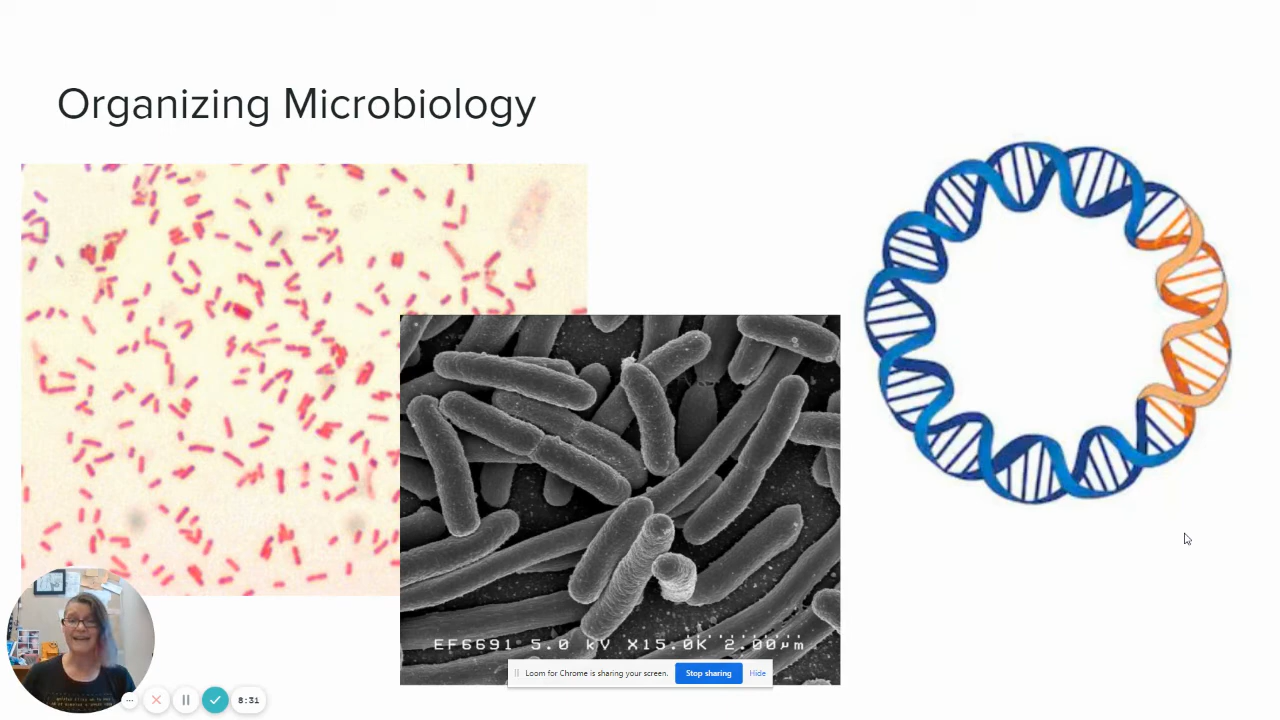 Organizing Microbiology
EF6691 5.0 kV X15.0K 2.00µm
Loom for Chrome is sharing your screen. Stop sharing Hide
8:31